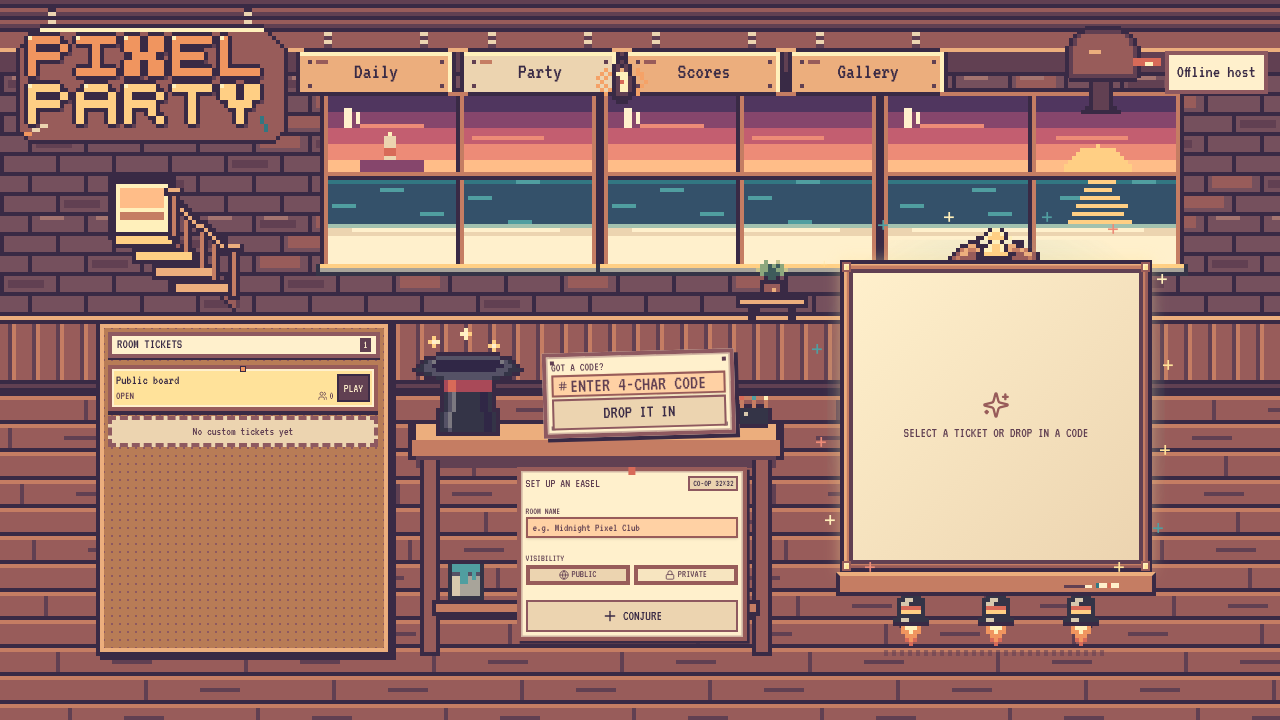 PIXEL
PARTY
Daily
Party
Scores
Gallery
Offline host
ROOM TICKETS
1
Public board
OPEN
0
PLAY
No custom tickets yet
GOT A CODE?
# ENTER 4-CHAR CODE
DROP IT IN
SET UP AN EASEL
CO-OP 32×32
ROOM NAME
e.g. Midnight Pixel Club
VISIBILITY
PUBLIC
PRIVATE
+ CONJURE
SELECT A TICKET OR DROP IN A CODE